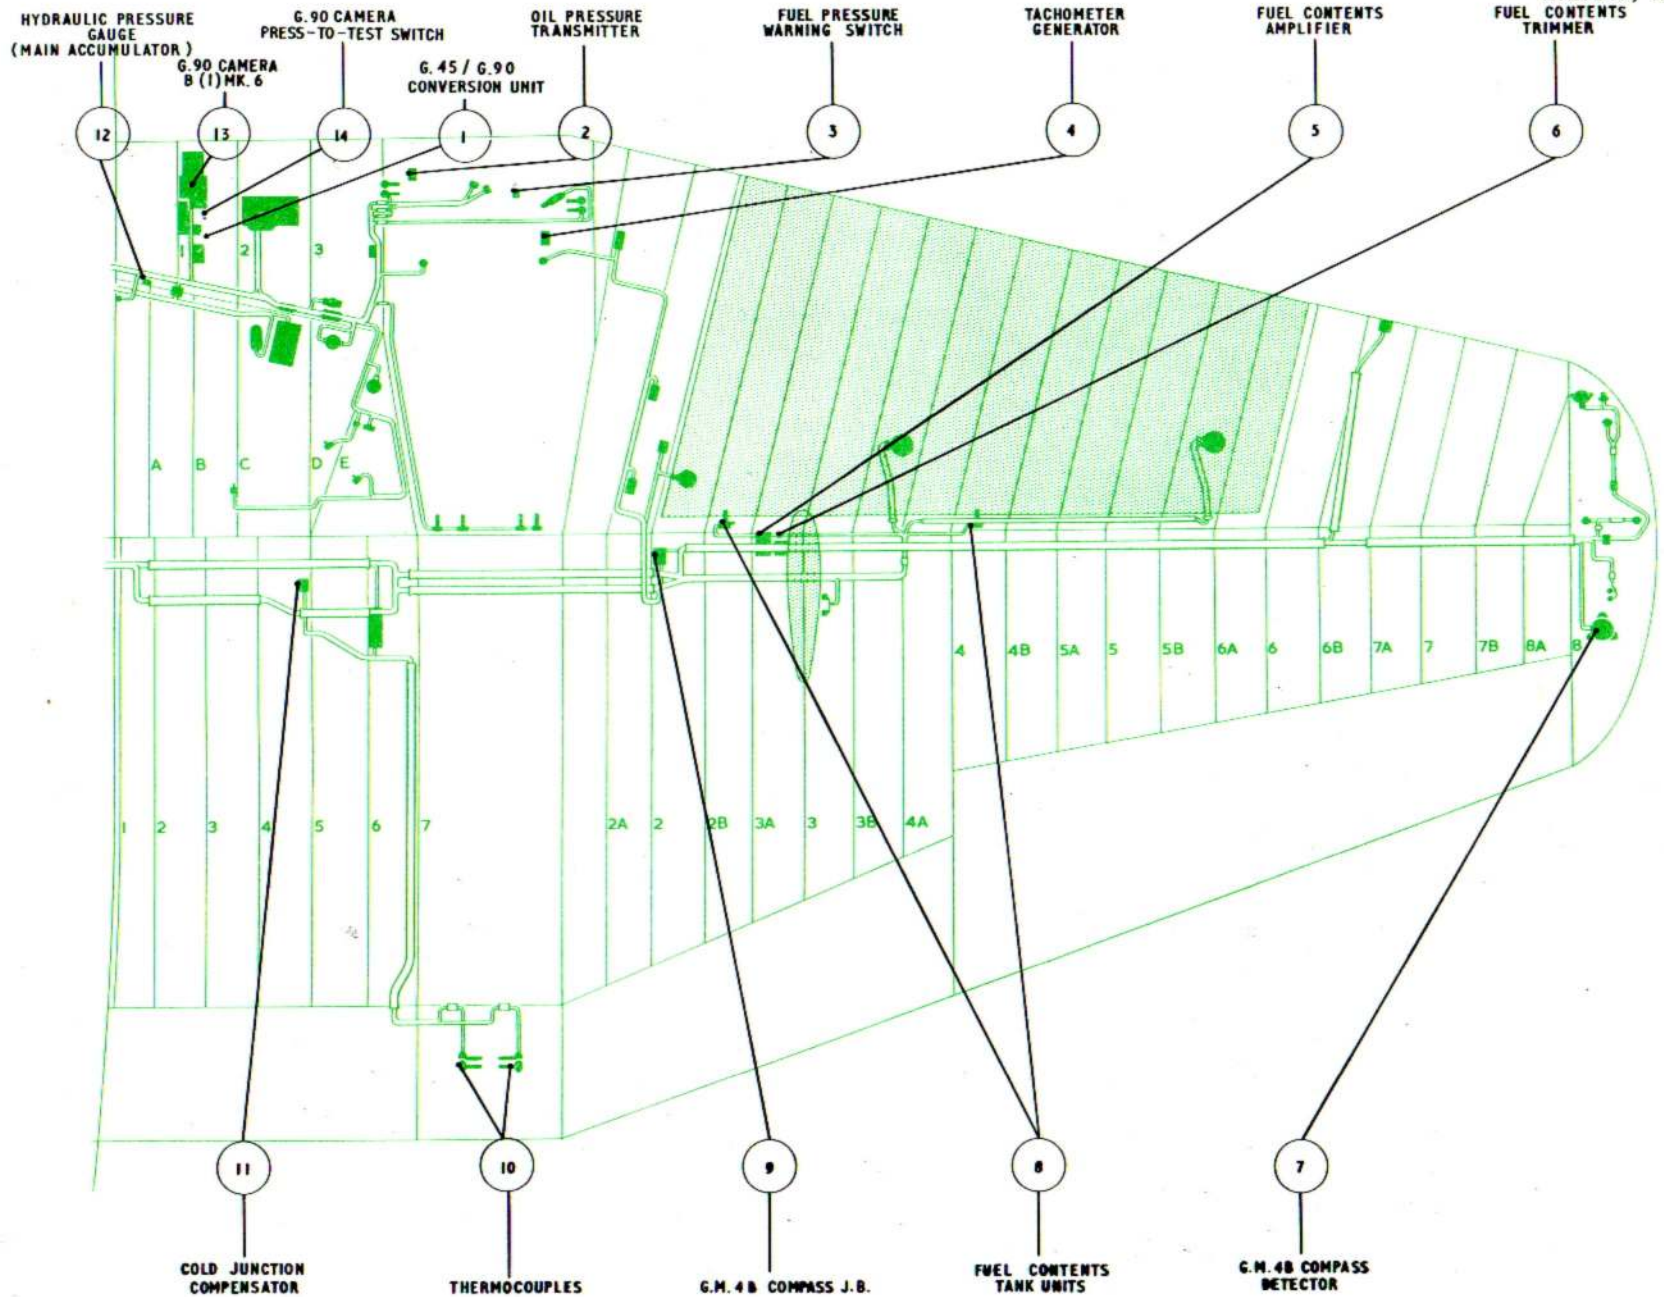 HYDRAULIC PRESSURE
GAUGE
(MAIN ACCUMULATOR)
G.90 CAMERA
PRESS-TO-TEST SWITCH
OIL PRESSURE
TRANSMITTER
FUEL PRESSURE
WARNING SWITCH
TACHOMETER
GENERATOR
FUEL CONTENTS
AMPLIFIER
FUEL CONTENTS
TRIMMER
G.90 CAMERA
B (I) MK. 6
G. 45 / G.90
CONVERSION UNIT
12
13
14
1
2
3
4
5
6
1
2
3
A
B
C
D
E
4
4B
5A
5
5B
6A
6
6B
7A
7
7B
8A
8
1
2
3
4
5
6
7
2A
2
2B
3A
3
3B
4A
11
10
9
8
7
COLD JUNCTION
COMPENSATOR
THERMOCOUPLES
G.M. 4B COMPASS J.B.
FUEL CONTENTS
TANK UNITS
G.M. 4B COMPASS
DETECTOR